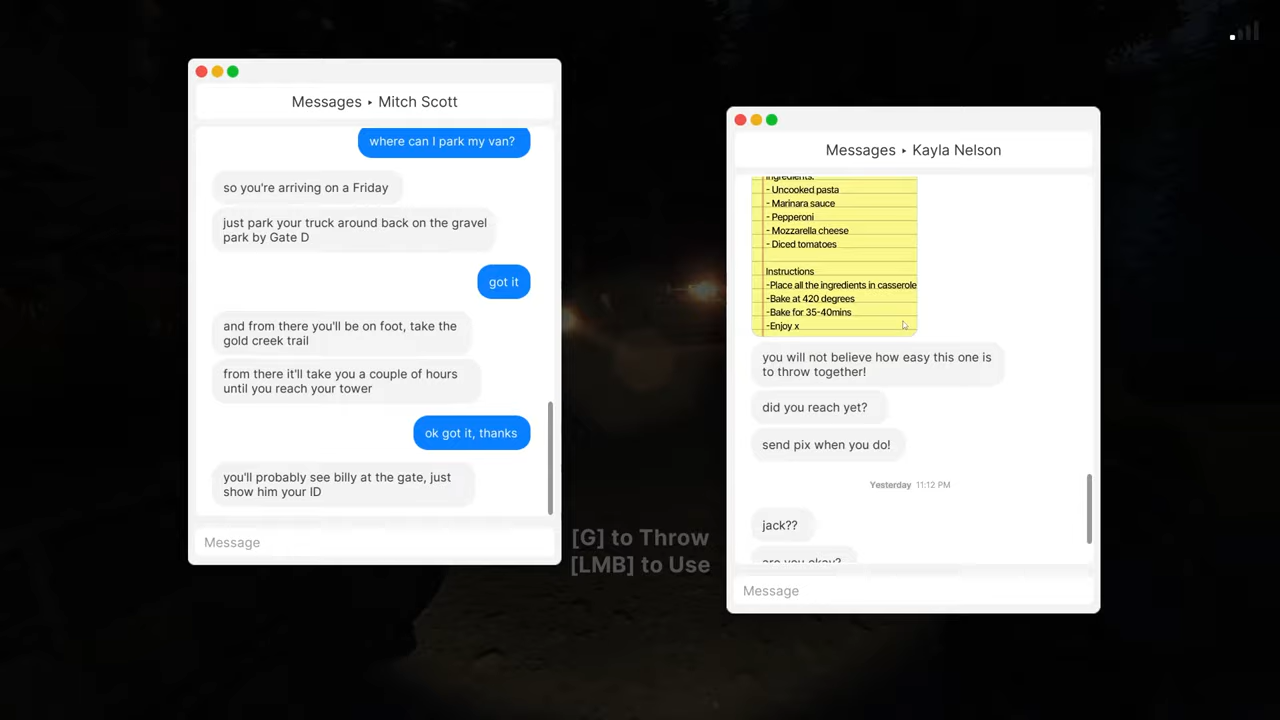 Messages ▸ Mitch Scott
where can I park my van?
so you're arriving on a Friday
just park your truck around back on the gravel
park by Gate D
got it
and from there you'll be on foot, take the
gold creek trail
from there it'll take you a couple of hours
until you reach your tower
ok got it, thanks
you'll probably see billy at the gate, just
show him your ID
Message
[G] to Throw
[LMB] to Use
Messages ▸ Kayla Nelson
Ingredients:
- Uncooked pasta
- Marinara sauce
- Pepperoni
- Mozzarella cheese
- Diced tomatoes
Instructions
-Place all the ingredients in casserole
-Bake at 420 degrees
-Bake for 35-40mins
-Enjoy x
you will not believe how easy this one is
to throw together!
did you reach yet?
send pix when you do!
Yesterday 11:12 PM
jack??
are you okay?
Message